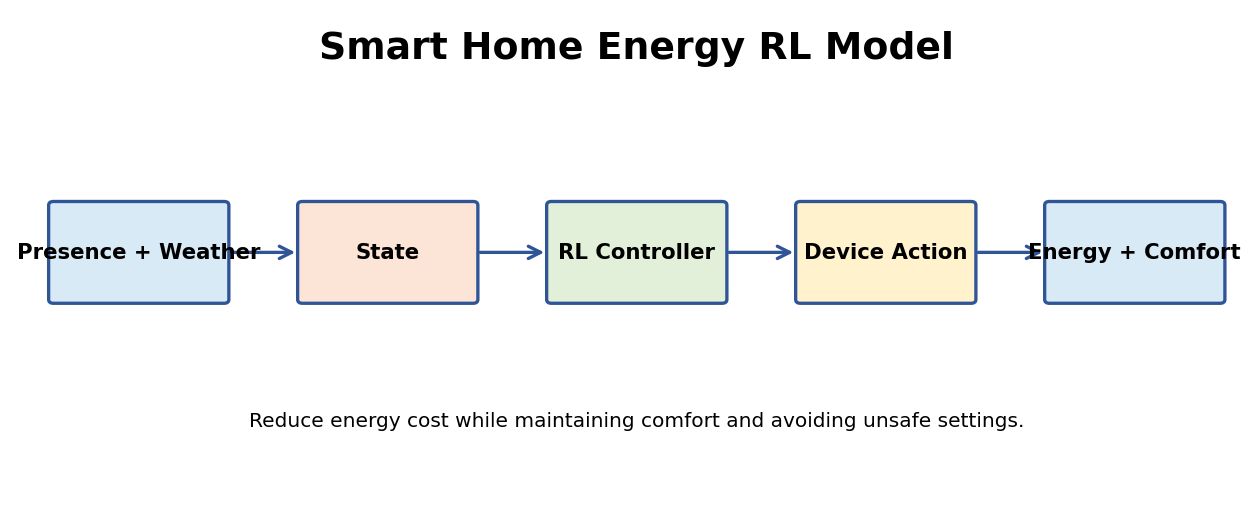 Smart Home Energy RL Model
Presence + Weather
State
RL Controller
Device Action
Energy + Comfort
Reduce energy cost while maintaining comfort and avoiding unsafe settings.